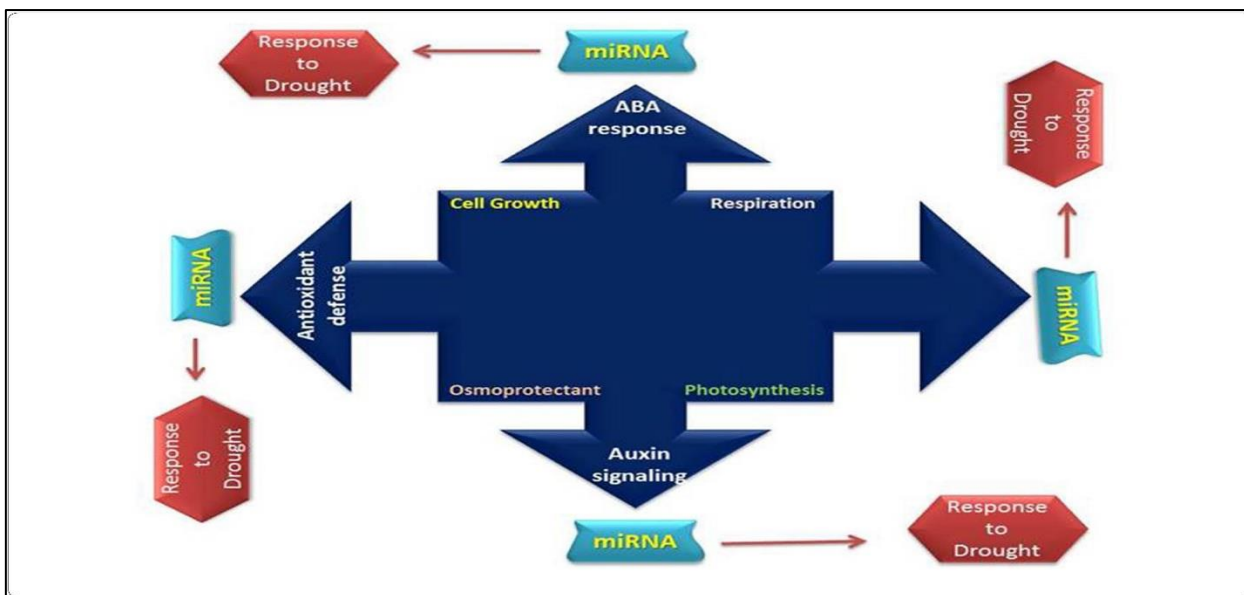 Response
to
Drought
miRNA
ABA
response
Response
to
Drought
Cell Growth
Respiration
miRNA
Antioxidant
defense
miRNA
Osmoprotectant
Photosynthesis
Response
to
Drought
Auxin
signaling
miRNA
Response
to
Drought